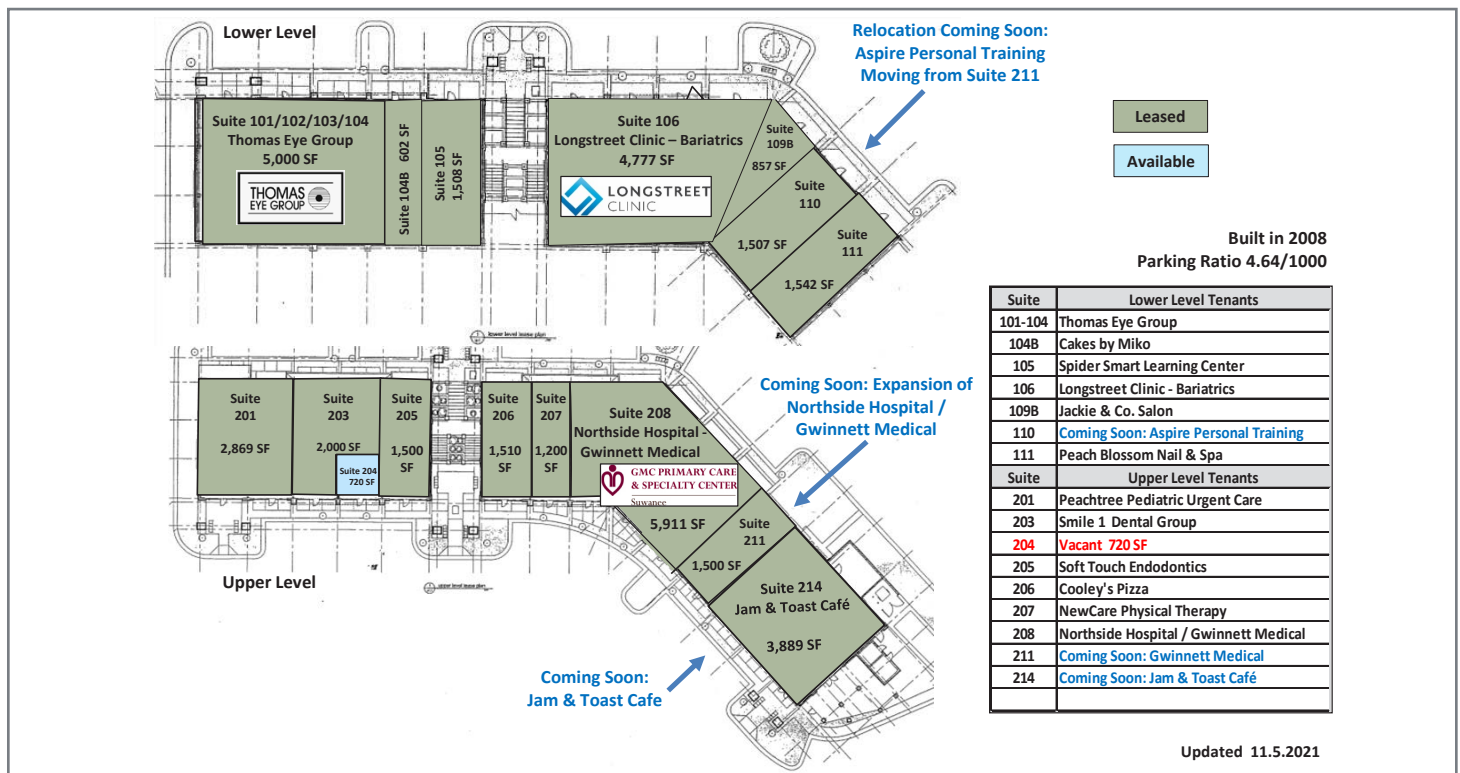 Lower Level
Relocation Coming Soon:
Aspire Personal Training
Moving from Suite 211
Leased
Available
Suite 101/102/103/104
Thomas Eye Group
5,000 SF
THOMAS
EYE GROUP
Suite 104B 602 SF
Suite 105
1,508 SF
Suite 106
Longstreet Clinic – Bariatrics
4,777 SF
LONGSTREET
CLINIC
Suite
109B
857 SF
Suite
110
1,507 SF
Suite
111
1,542 SF
lower level lease plan
Built in 2008
Parking Ratio 4.64/1000
Suite Lower Level Tenants
101-104 Thomas Eye Group
104B Cakes by Miko
105 Spider Smart Learning Center
106 Longstreet Clinic - Bariatrics
109B Jackie & Co. Salon
110 Coming Soon: Aspire Personal Training
111 Peach Blossom Nail & Spa
Suite Upper Level Tenants
201 Peachtree Pediatric Urgent Care
203 Smile 1 Dental Group
204 Vacant 720 SF
205 Soft Touch Endodontics
206 Cooley's Pizza
207 NewCare Physical Therapy
208 Northside Hospital / Gwinnett Medical
211 Coming Soon: Gwinnett Medical
214 Coming Soon: Jam & Toast Café
Suite
201
2,869 SF
Suite
203
2,000 SF
Suite 204
720 SF
Suite
205
1,500
SF
Suite
206
1,510
SF
Suite
207
1,200
SF
Suite 208
Northside Hospital -
Gwinnett Medical
GMC PRIMARY CARE
& SPECIALTY CENTER
Suwanee
5,911 SF
Suite
211
1,500 SF
Suite 214
Jam & Toast Café
3,889 SF
Coming Soon: Expansion of
Northside Hospital /
Gwinnett Medical
Upper Level
upper level lease plan
Coming Soon:
Jam & Toast Cafe
Updated 11.5.2021